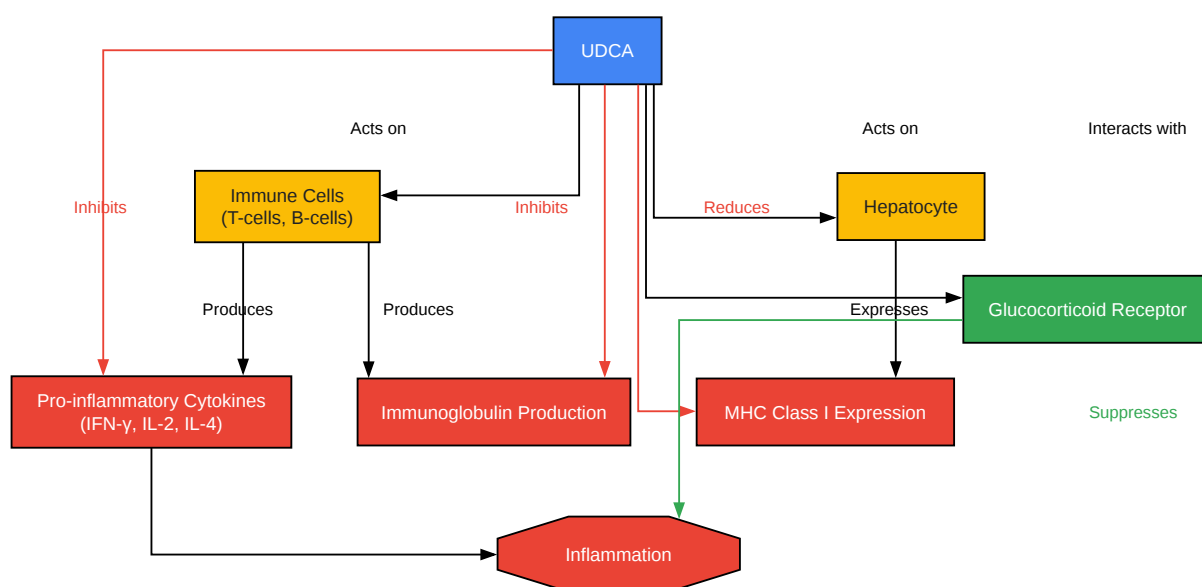 UDCA
Acts on
Acts on
Interacts with
Immune Cells
(T-cells, B-cells)
Inhibits
Inhibits
Reduces
Hepatocyte
Produces
Produces
Expresses
Glucocorticoid Receptor
Pro-inflammatory Cytokines
(IFN-γ, IL-2, IL-4)
Immunoglobulin Production
MHC Class I Expression
Suppresses
Inflammation